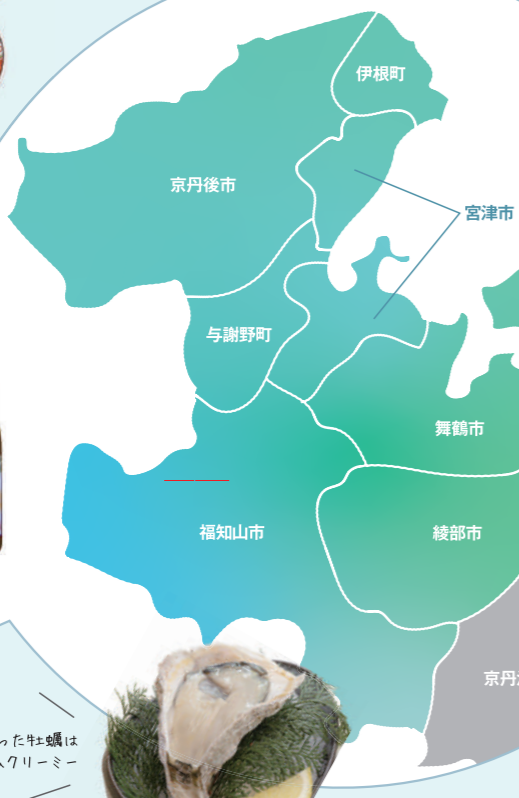 伊根町
京丹後市
宮津市
与謝野町
舞鶴市
福知山市
綾部市
京丹
った牡蠣は
クリーミー